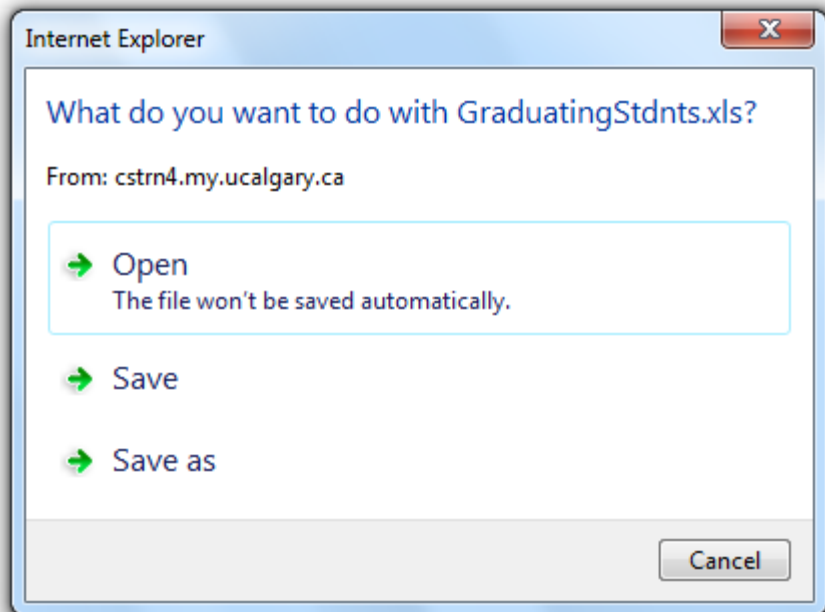 Internet Explorer
What do you want to do with GraduatingStdnts.xls?
From: cstrn4.my.ucalgary.ca
Open
The file won't be saved automatically.
Save
Save as
Cancel